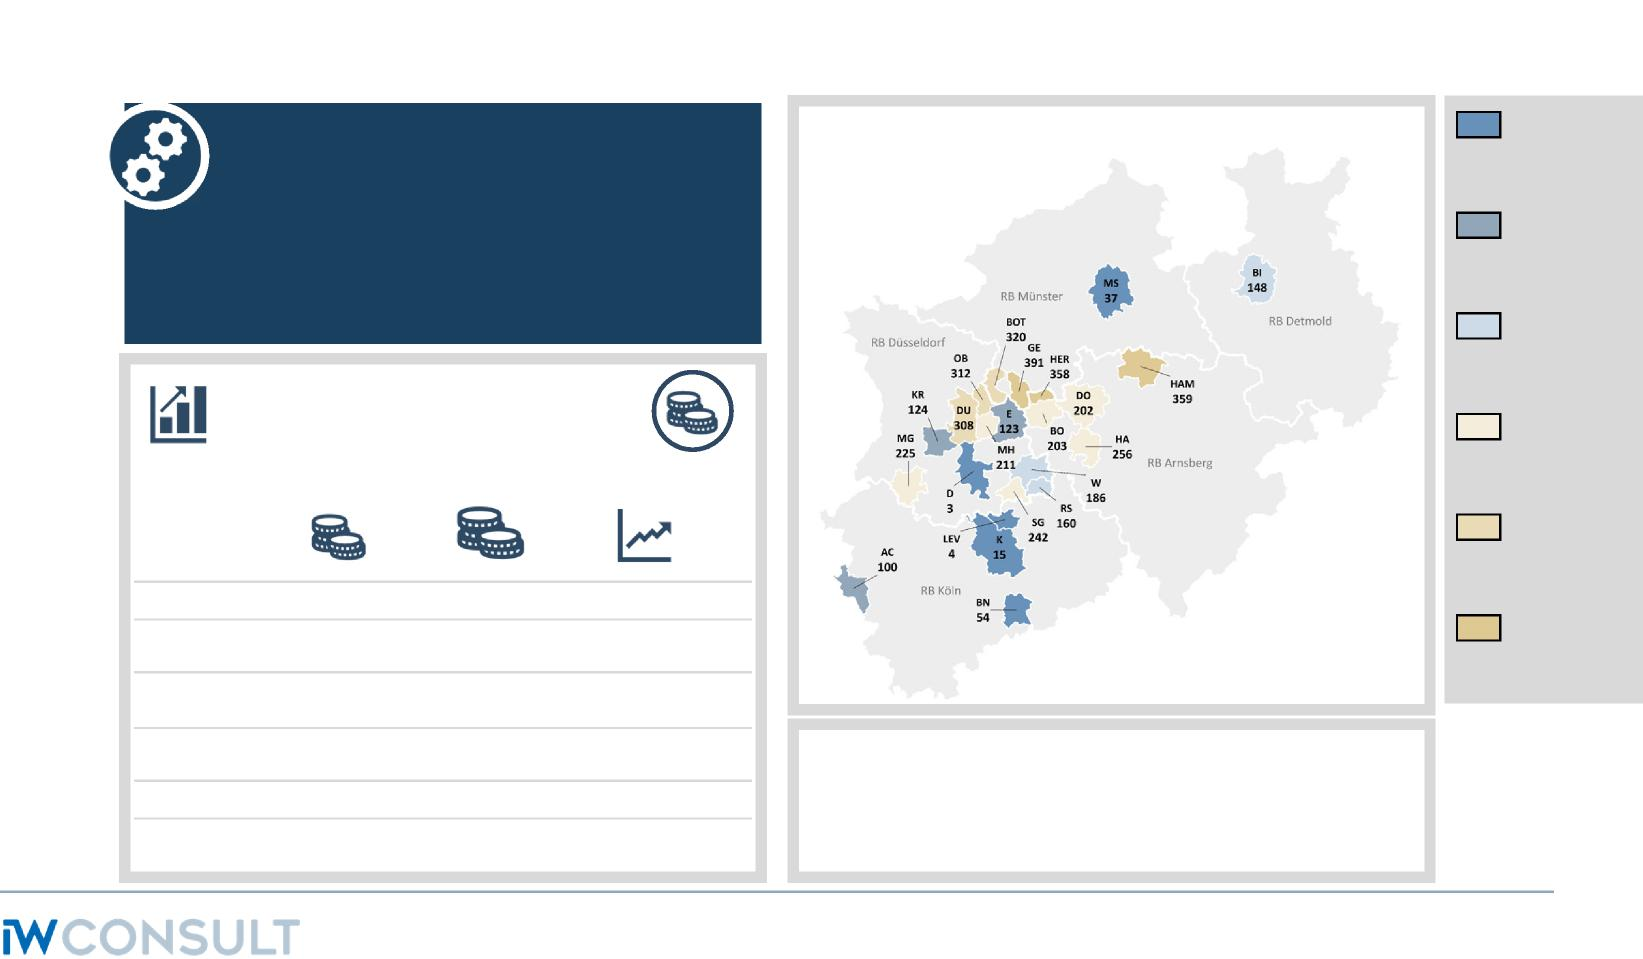 MS
37
BI
148
RB Münster
RB Detmold
BOT
320
RB Düsseldorf
GE
391
HER
358
OB
312
HAM
359
KR
124
DO
202
DU
308
E
123
BO
203
HA
256
MG
225
MH
211
RB Arnsberg
W
186
D
3
RS
160
SG
242
LEV
4
K
15
AC
100
RB Köln
BN
54
iWCONSULT